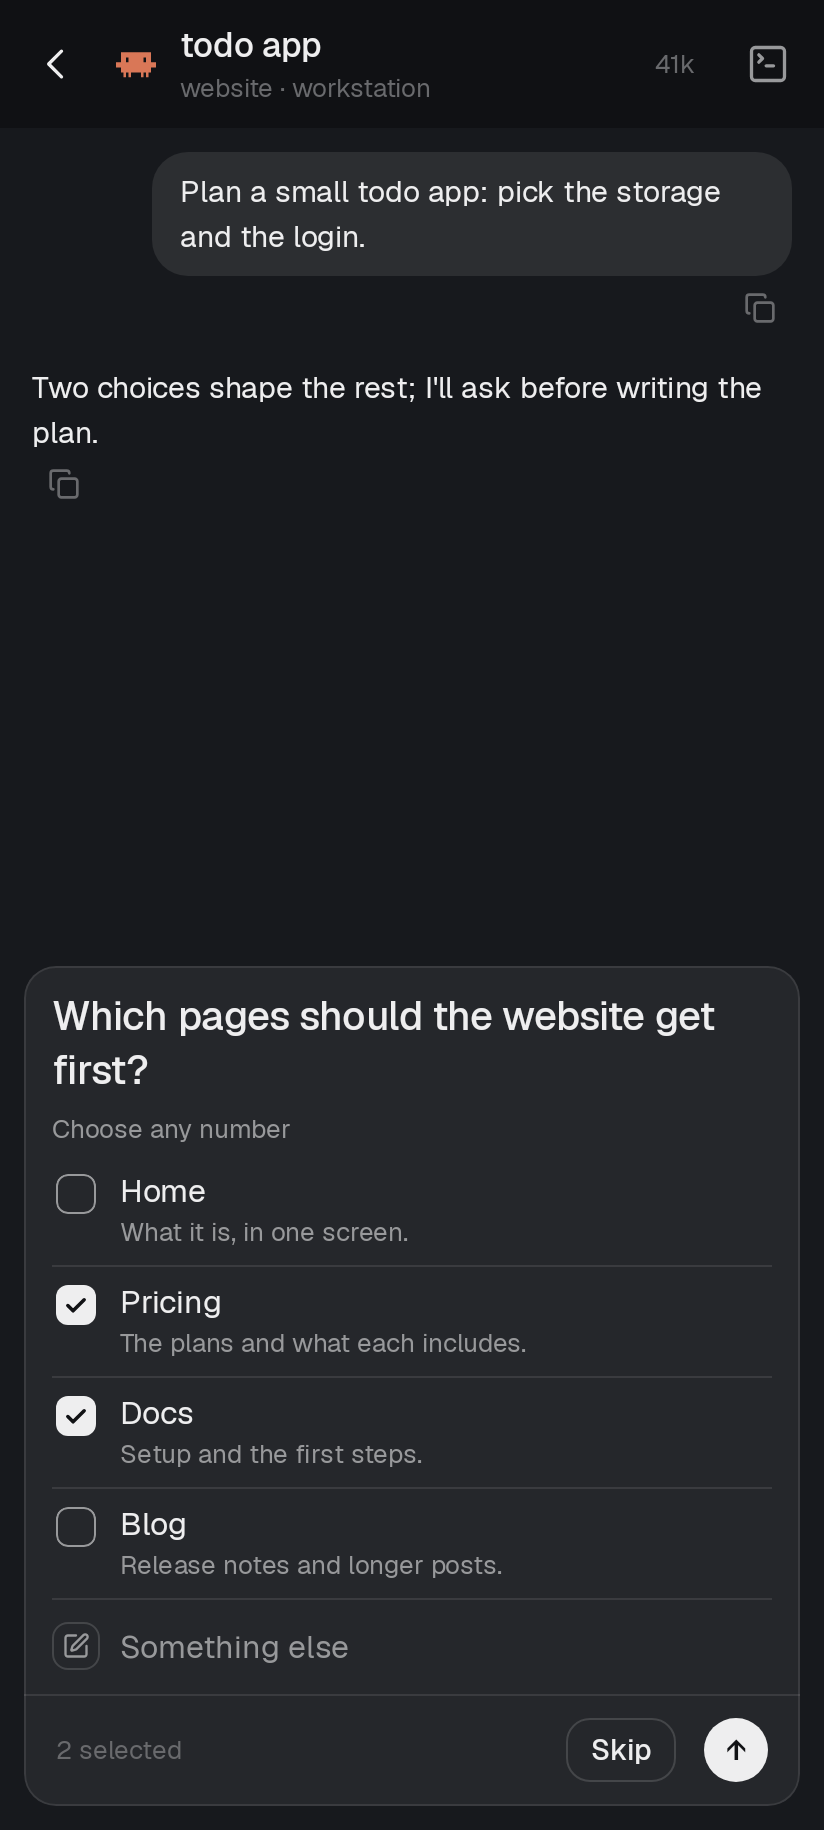 todo app
website · workstation
41k
Plan a small todo app: pick the storage
and the login.
Two choices shape the rest; I'll ask before writing the
plan.
Which pages should the website get
first?
Choose any number
Home
What it is, in one screen.
Pricing
The plans and what each includes.
Docs
Setup and the first steps.
Blog
Release notes and longer posts.
Something else
2 selected
Skip